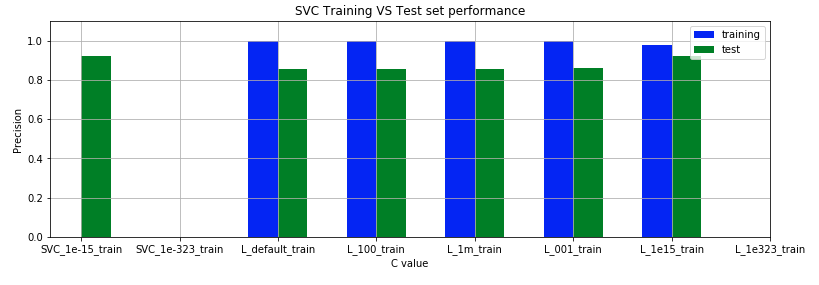 SVC Training VS Test set performance
training
test
1.0
0.8
0.6
0.4
0.2
0.0
Precision
SVC_1e-15_train SVC_1e-323_train L_default_train L_100_train L_1m_train L_001_train L_1e15_train L_1e323_train
C value